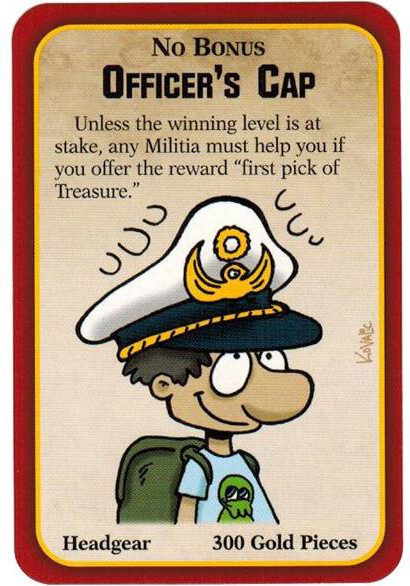 No Bonus
Officer's Cap
Unless the winning level is at
stake, any Militia must help you if
you offer the reward “first pick of
Treasure.”
Kovalic
Headgear 300 Gold Pieces